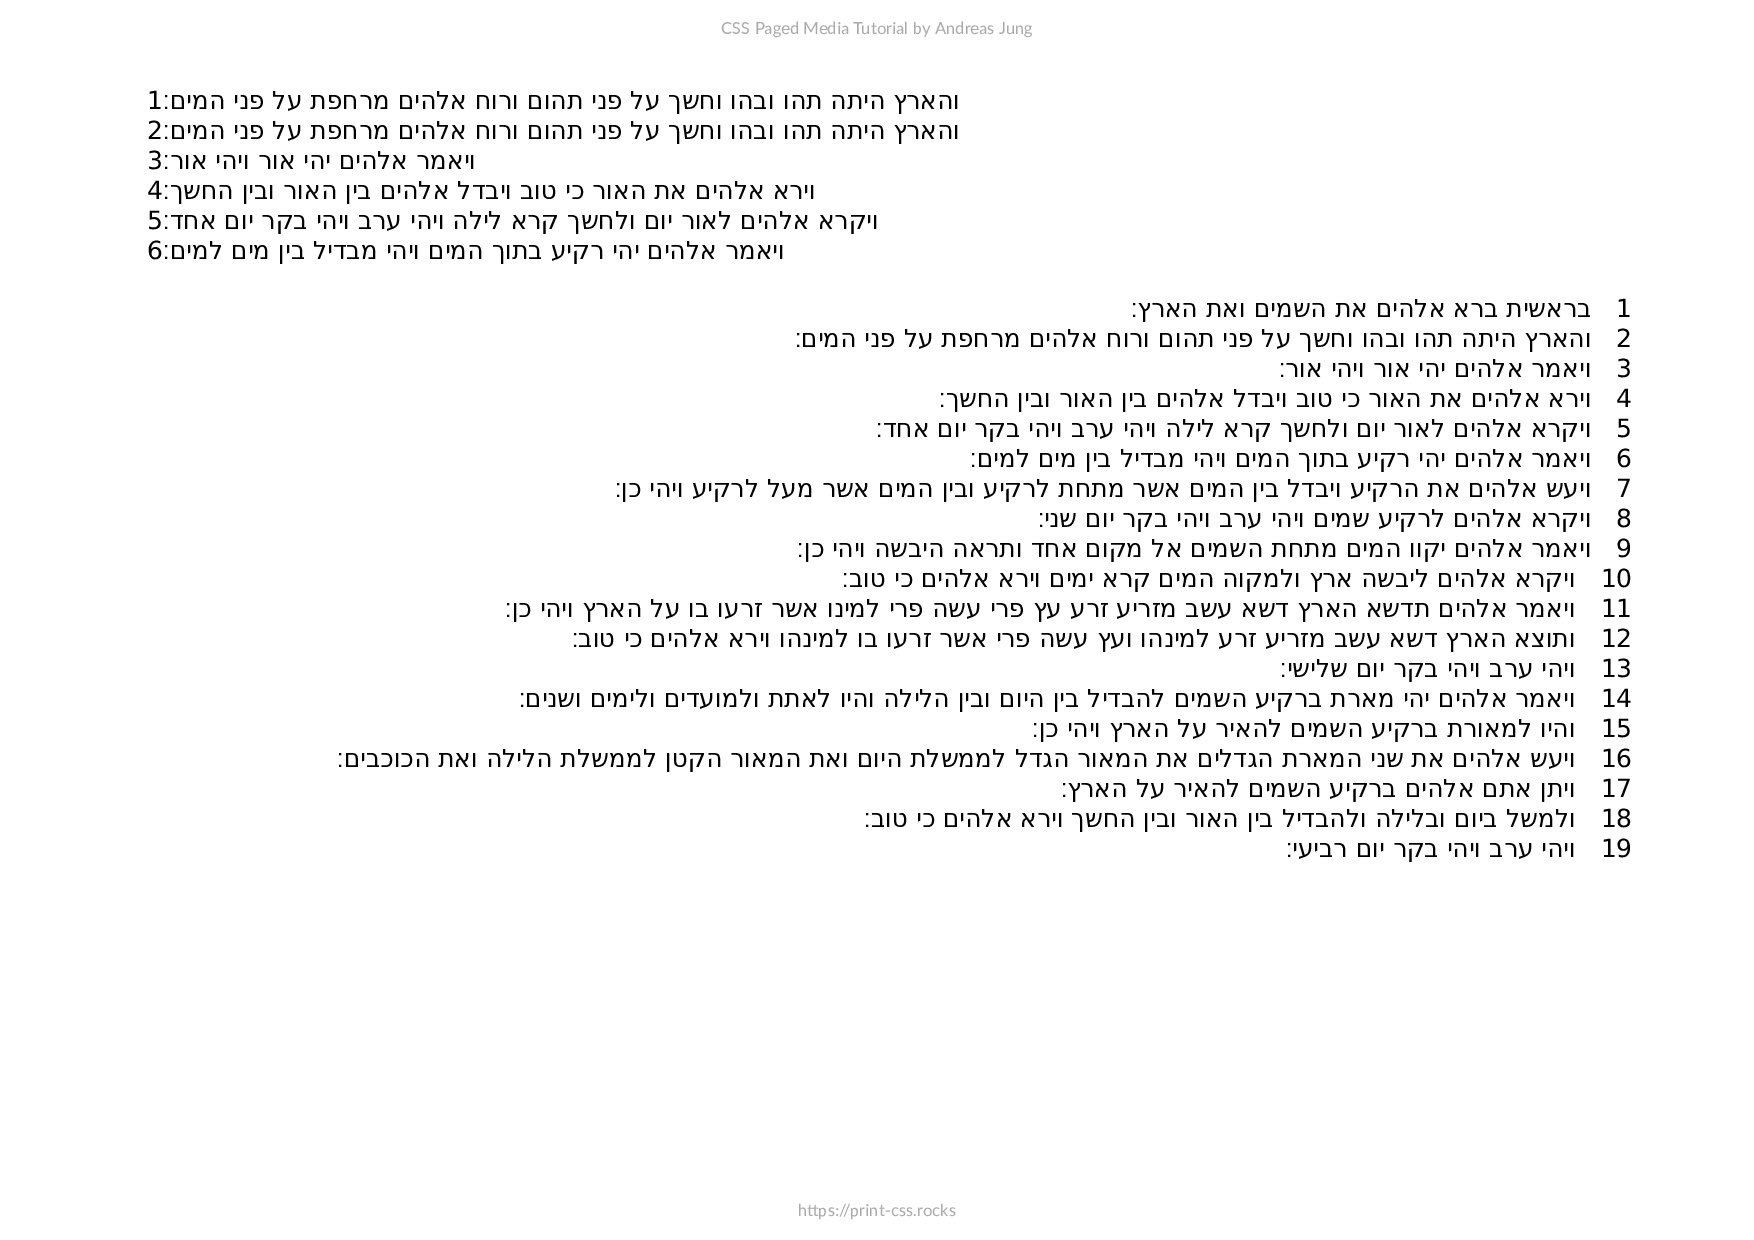 CSS Paged Media Tutorial by Andreas Jung
1:והארץ היתה תהו ובהו וחשך על פני תהום ורוח אלהים מרחפת על פני המים
2:והארץ היתה תהו ובהו וחשך על פני תהום ורוח אלהים מרחפת על פני המים
3:ויאמר אלהים יהי אור ויהי אור
4:וירא אלהים את האור כי טוב ויבדל אלהים בין האור ובין החשך
5:ויקרא אלהים לאור יום ולחשך קרא לילה ויהי ערב ויהי בקר יום אחד
6:ויאמר אלהים יהי רקיע בתוך המים ויהי מבדיל בין מים למים
1 בראשית ברא אלהים את השמים ואת הארץ:
2 והארץ היתה תהו ובהו וחשך על פני תהום ורוח אלהים מרחפת על פני המים:
3 ויאמר אלהים יהי אור ויהי אור:
4 וירא אלהים את האור כי טוב ויבדל אלהים בין האור ובין החשך:
5 ויקרא אלהים לאור יום ולחשך קרא לילה ויהי ערב ויהי בקר יום אחד:
6 ויאמר אלהים יהי רקיע בתוך המים ויהי מבדיל בין מים למים:
7 ויעש אלהים את הרקיע ויבדל בין המים אשר מתחת לרקיע ובין המים אשר מעל לרקיע ויהי כן:
8 ויקרא אלהים לרקיע שמים ויהי ערב ויהי בקר יום שני:
9 ויאמר אלהים יקוו המים מתחת השמים אל מקום אחד ותראה היבשה ויהי כן:
10 ויקרא אלהים ליבשה ארץ ולמקוה המים קרא ימים וירא אלהים כי טוב:
11 ויאמר אלהים תדשא הארץ דשא עשב מזריע זרע עץ פרי עשה פרי למינו אשר זרעו בו על הארץ ויהי כן:
12 ותוצא הארץ דשא עשב מזריע זרע למינהו ועץ עשה פרי אשר זרעו בו למינהו וירא אלהים כי טוב:
13 ויהי ערב ויהי בקר יום שלישי:
14 ויאמר אלהים יהי מארת ברקיע השמים להבדיל בין היום ובין הלילה והיו לאתת ולמועדים ולימים ושנים:
15 והיו למאורת ברקיע השמים להאיר על הארץ ויהי כן:
16 ויעש אלהים את שני המארת הגדלים את המאור הגדל לממשלת היום ואת המאור הקטן לממשלת הלילה ואת הכוכבים:
17 ויתן אתם אלהים ברקיע השמים להאיר על הארץ:
18 ולמשל ביום ובלילה ולהבדיל בין האור ובין החשך וירא אלהים כי טוב:
19 ויהי ערב ויהי בקר יום רביעי:
https://print-css.rocks